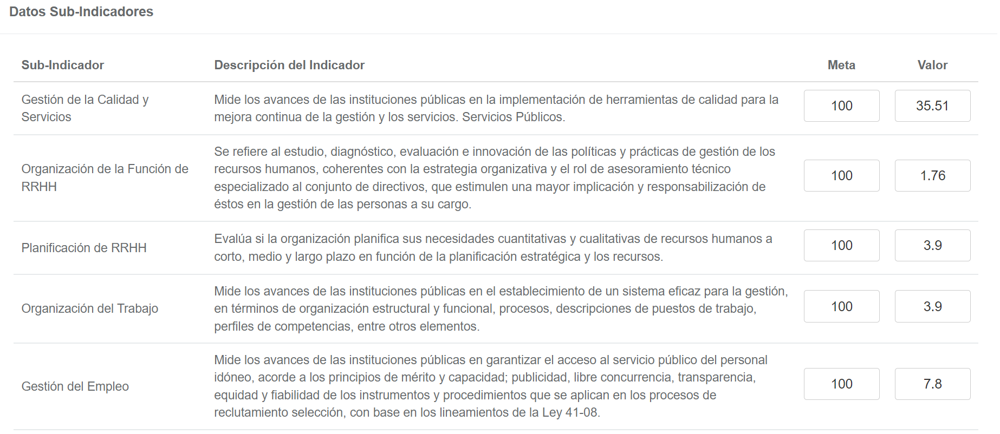 Datos Sub-Indicadores
Sub-Indicador Descripción del Indicador Meta Valor
Gestión de la Calidad y
Servicios
Mide los avances de las instituciones públicas en la implementación de herramientas de calidad para la
mejora continua de la gestión y los servicios. Servicios Públicos.
100
35.51
Organización de la Función de
RRHH
Se refiere al estudio, diagnóstico, evaluación e innovación de las políticas y prácticas de gestión de los
recursos humanos, coherentes con la estrategia organizativa y el rol de asesoramiento técnico
especializado al conjunto de directivos, que estimulen una mayor implicación y responsabilización de
éstos en la gestión de las personas a su cargo.
100
1.76
Planificación de RRHH
Evalúa si la organización planifica sus necesidades cuantitativas y cualitativas de recursos humanos a
corto, medio y largo plazo en función de la planificación estratégica y los recursos.
100
3.9
Organización del Trabajo
Mide los avances de las instituciones públicas en el establecimiento de un sistema eficaz para la gestión,
en términos de organización estructural y funcional, procesos, descripciones de puestos de trabajo,
perfiles de competencias, entre otros elementos.
100
3.9
Gestión del Empleo
Mide los avances de las instituciones públicas en garantizar el acceso al servicio público del personal
idóneo, acorde a los principios de mérito y capacidad; publicidad, libre concurrencia, transparencia,
equidad y fiabilidad de los instrumentos y procedimientos que se aplican en los procesos de
reclutamiento selección, con base en los lineamientos de la Ley 41-08.
100
7.8